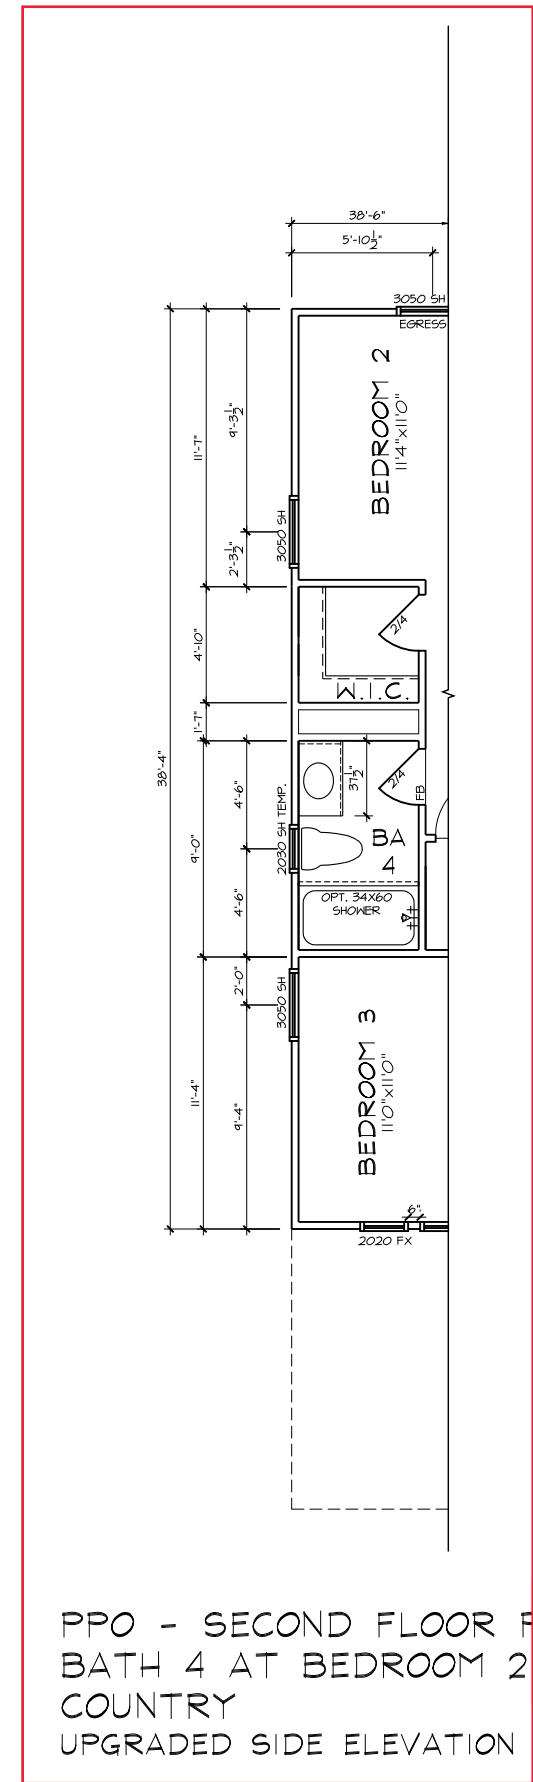 38'-6"
5'-10½"
3050 SH
EGRESS
BEDROOM 2
11'4"x11'0"
9'-3½"
11'-7"
3050 SH
2'-3½"
2/4
4'-10"
W.I.C.
1'-7"
38'-4"
37½"
2/4
FB
4'-6"
2030 SH TEMP.
BA
4
9'-0"
4'-6"
OPT. 34X60
SHOWER
2'-0"
3050 SH
BEDROOM 3
11'0"x11'0"
11'-4"
9'-4"
6"
2020 FX
PPO - SECOND FLOOR
BATH 4 AT BEDROOM 2
COUNTRY
UPGRADED SIDE ELEVATION